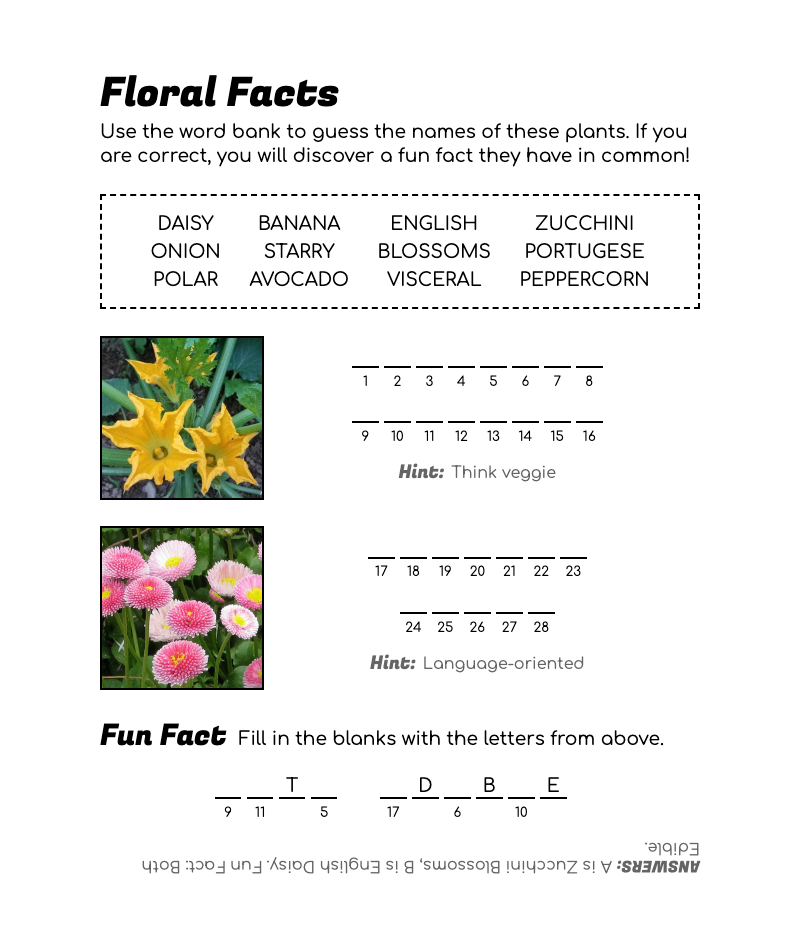 Floral Facts
Use the word bank to guess the names of these plants. If you
are correct, you will discover a fun fact they have in common!
DAISY BANANA ENGLISH ZUCCHINI
ONION STARRY BLOSSOMS PORTUGESE
POLAR AVOCADO VISCERAL PEPPERCORN
1 2 3 4 5 6 7 8
9 10 11 12 13 14 15 16
Hint: Think veggie
17 18 19 20 21 22 23
24 25 26 27 28
Hint: Language-oriented
Fun Fact Fill in the blanks with the letters from above.
T D B E
9 11 5 17 6 10
ANSWERS: A is Zucchini Blossoms, B is English Daisy. Fun Fact: Both
Edible.